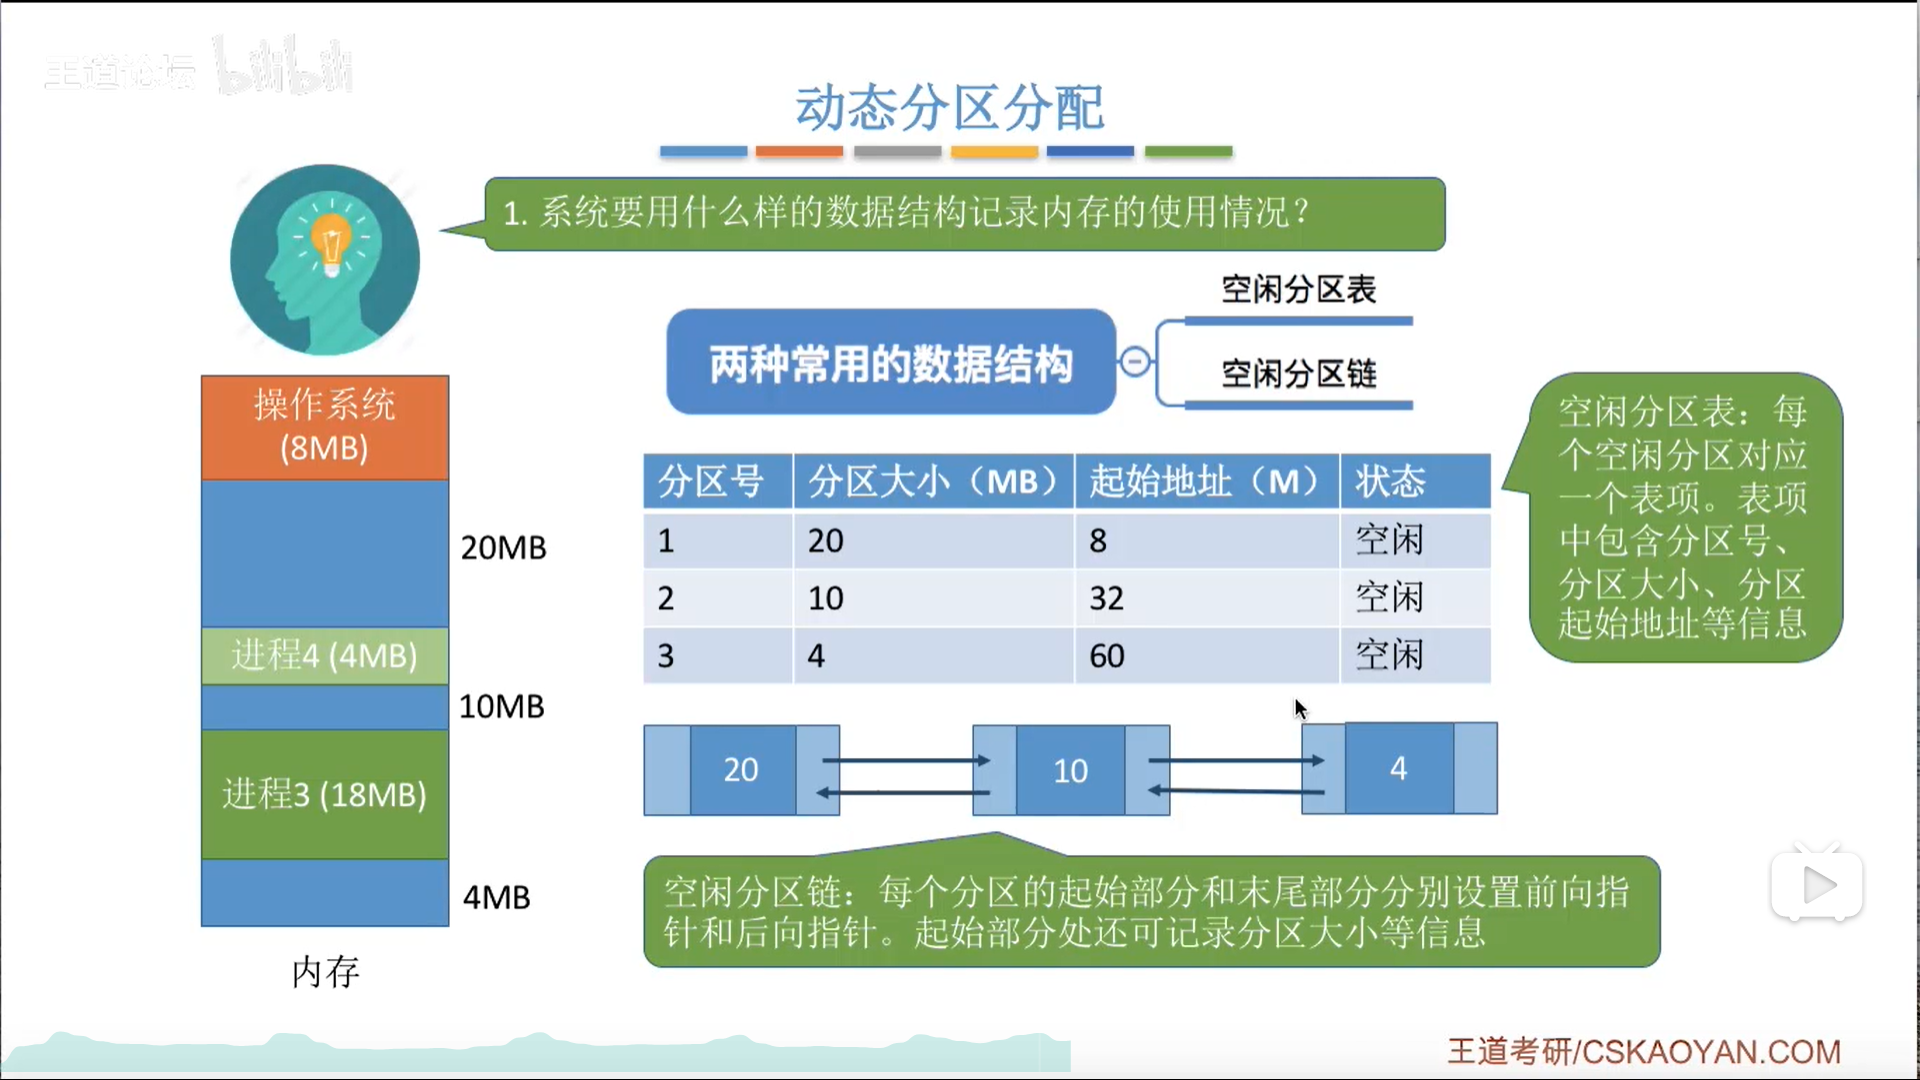 王道论坛 bilibili
动态分区分配
1. 系统要用什么样的数据结构记录内存的使用情况？
两种常用的数据结构
空闲分区表
空闲分区链
操作系统
(8MB)
20MB
进程4 (4MB)
10MB
进程3 (18MB)
4MB
内存
分区号 分区大小（MB） 起始地址（M） 状态
1 20 8 空闲
2 10 32 空闲
3 4 60 空闲
空闲分区表：每
个空闲分区对应
一个表项。表项
中包含分区号、
分区大小、分区
起始地址等信息
20 10 4
空闲分区链：每个分区的起始部分和末尾部分分别设置前向指
针和后向指针。起始部分处还可记录分区大小等信息
王道考研/CSKAOYAN.COM